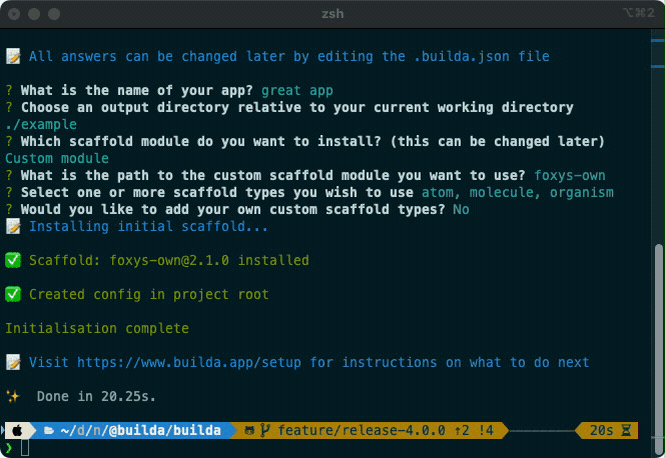 zsh
⌥⌘2
📝 All answers can be changed later by editing the .builda.json file
? What is the name of your app? great app
? Choose an output directory relative to your current working directory
./example
? Which scaffold module do you want to install? (this can be changed later)
Custom module
? What is the path to the custom scaffold module you want to use? foxys-own
? Select one or more scaffold types you wish to use atom, molecule, organism
? Would you like to add your own custom scaffold types? No
📝 Installing initial scaffold...
✅ Scaffold: foxys-own@2.1.0 installed
✅ Created config in project root
Initialisation complete
📝 Visit https://www.builda.app/setup for instructions on what to do next
✨ Done in 20.25s.
~/d/n/@builda/builda feature/release-4.0.0 ↑2 !4 20s
❯